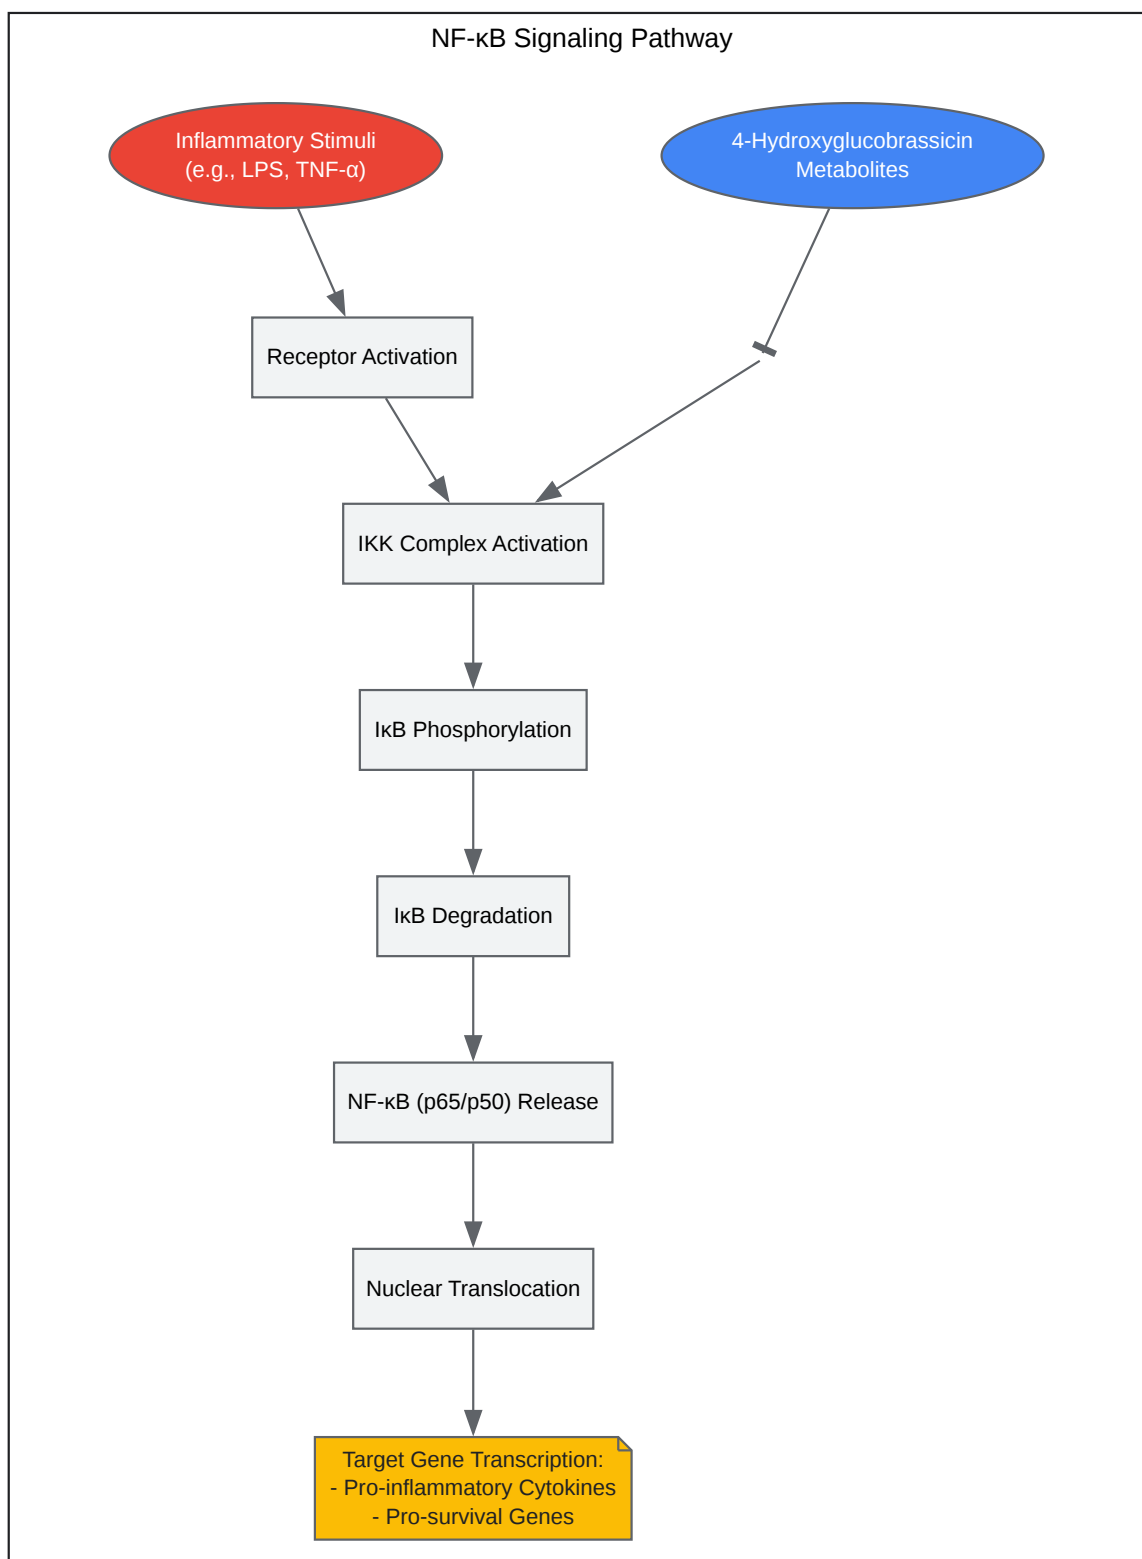 NF-κB Signaling Pathway
Inflammatory Stimuli
(e.g., LPS, TNF-α)
4-Hydroxyglucobrassicin
Metabolites
Receptor Activation
IKK Complex Activation
IκB Phosphorylation
IκB Degradation
NF-κB (p65/p50) Release
Nuclear Translocation
Target Gene Transcription:
- Pro-inflammatory Cytokines
- Pro-survival Genes